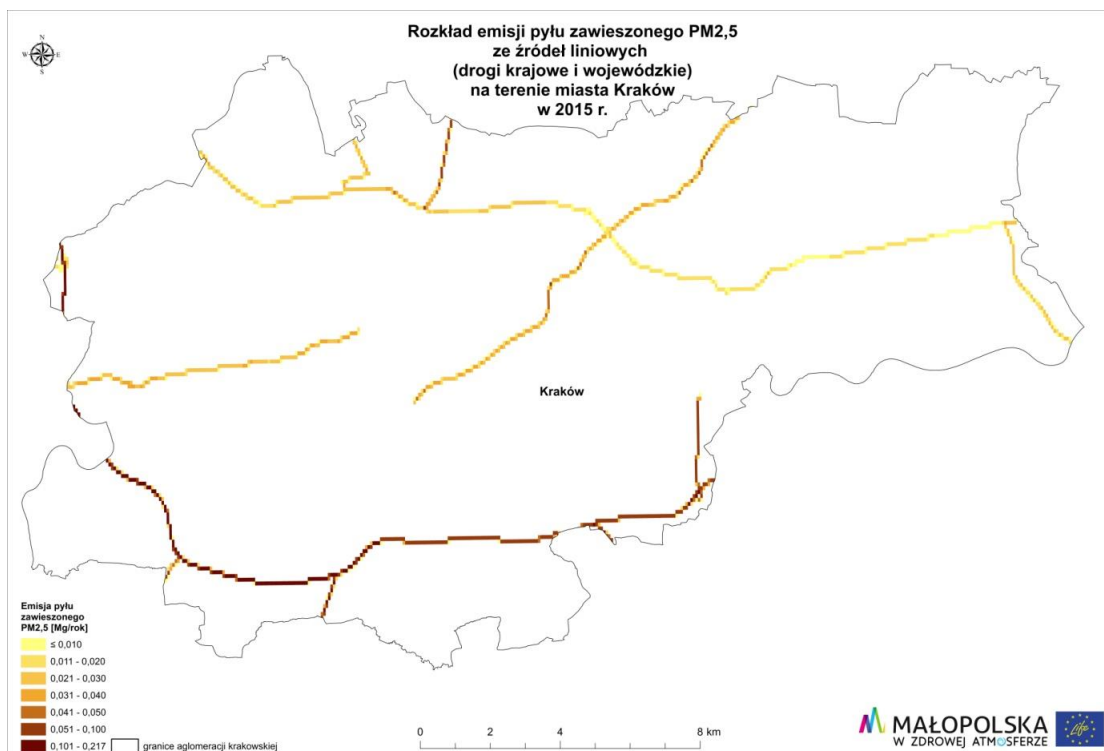 Rozkład emisji pyłu zawieszonego PM2,5
ze źródeł liniowych
(drogi krajowe i wojewódzkie)
na terenie miasta Kraków
w 2015 r.
N
W E
S
Kraków
Emisja pyłu
zawieszonego
PM2,5 [Mg/rok]
≤ 0,010
0,011 - 0,020
0,021 - 0,030
0,031 - 0,040
0,041 - 0,050
0,051 - 0,100
0,101 - 0,217
granice aglomeracji krakowskiej
0 2 4 8 km
MAŁOPOLSKA
W ZDROWEJ ATMOSFERZE
Life